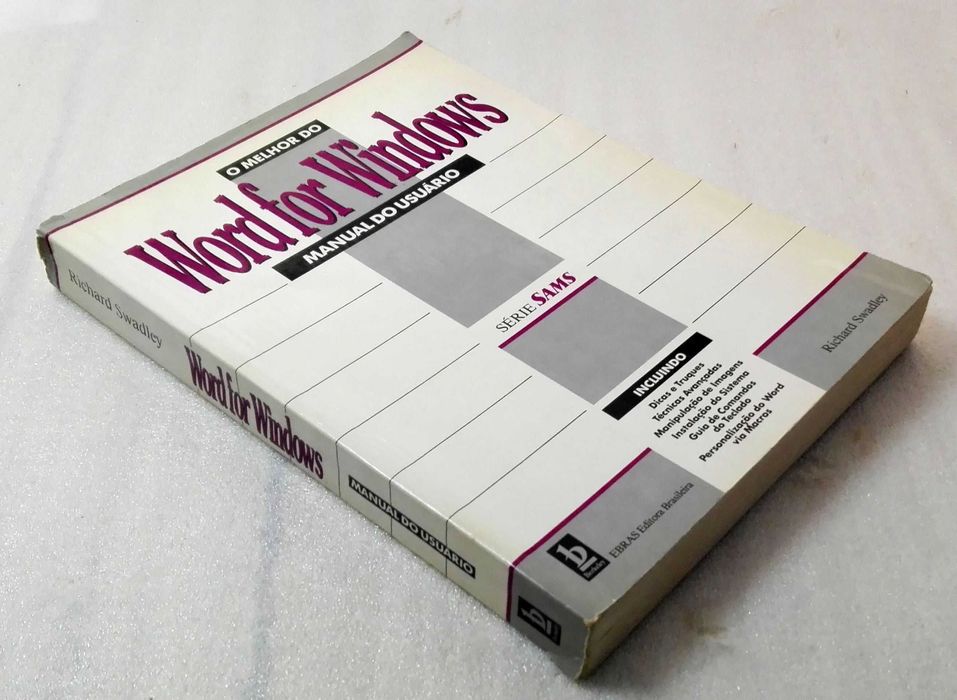 O MELHOR DO
Word for Windows
MANUAL DO USUÁRIO
SÉRIE SAMS
INCLUINDO
Dicas e Truques
Técnicas Avançadas
Manipulação de Imagens
Instalação do Sistema
Guia de Comandos
do Teclado
Personalização do Word
via Macros
Richard Swadley
b
Berkeley
EBRAS Editora Brasileira
Richard Swadley
Word for Windows
MANUAL DO USUÁRIO
b